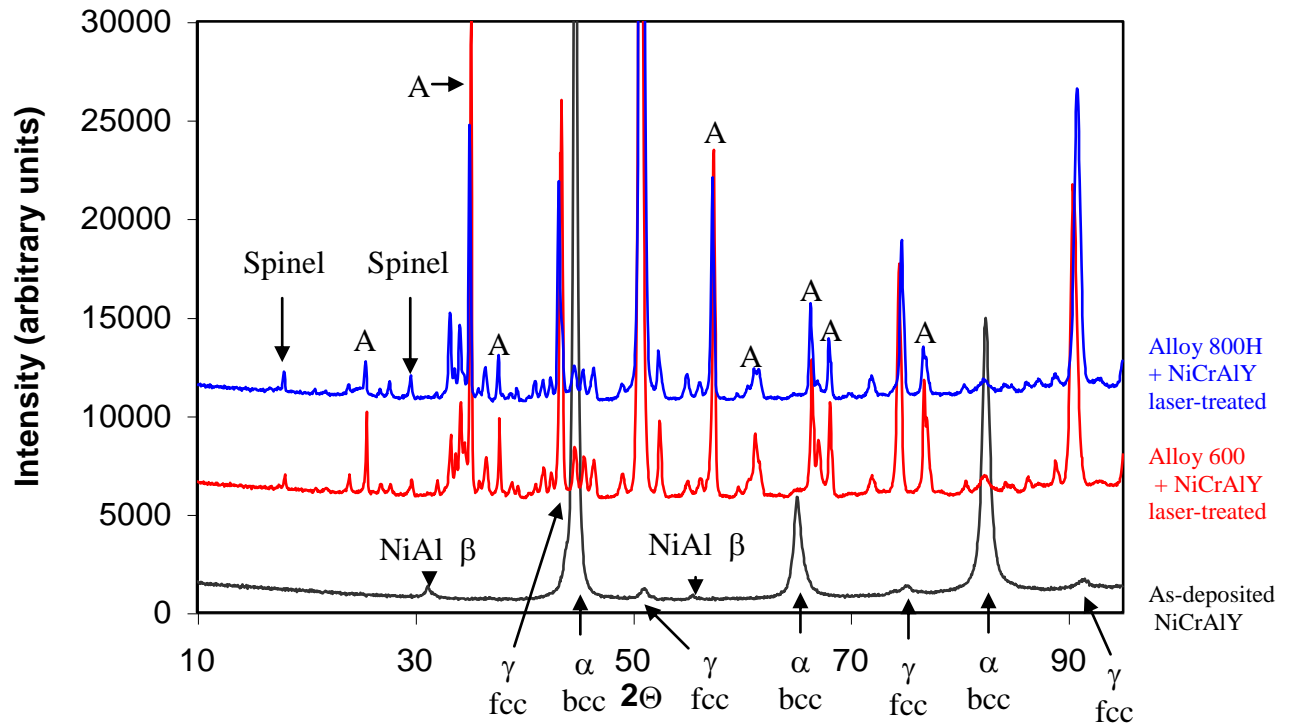 Intensity (arbitrary units)
30000
25000
20000
15000
10000
5000
0
A
A
Spinel
Spinel
A
A
A
A
A
A
NiAl β
NiAl β
Alloy 800H
+ NiCrAlY
laser-treated
Alloy 600
+ NiCrAlY
laser-treated
As-deposited
NiCrAlY
10
30
50
70
90
2Θ
γ
fcc
α
bcc
γ
fcc
α
bcc
γ
fcc
α
bcc
γ
fcc